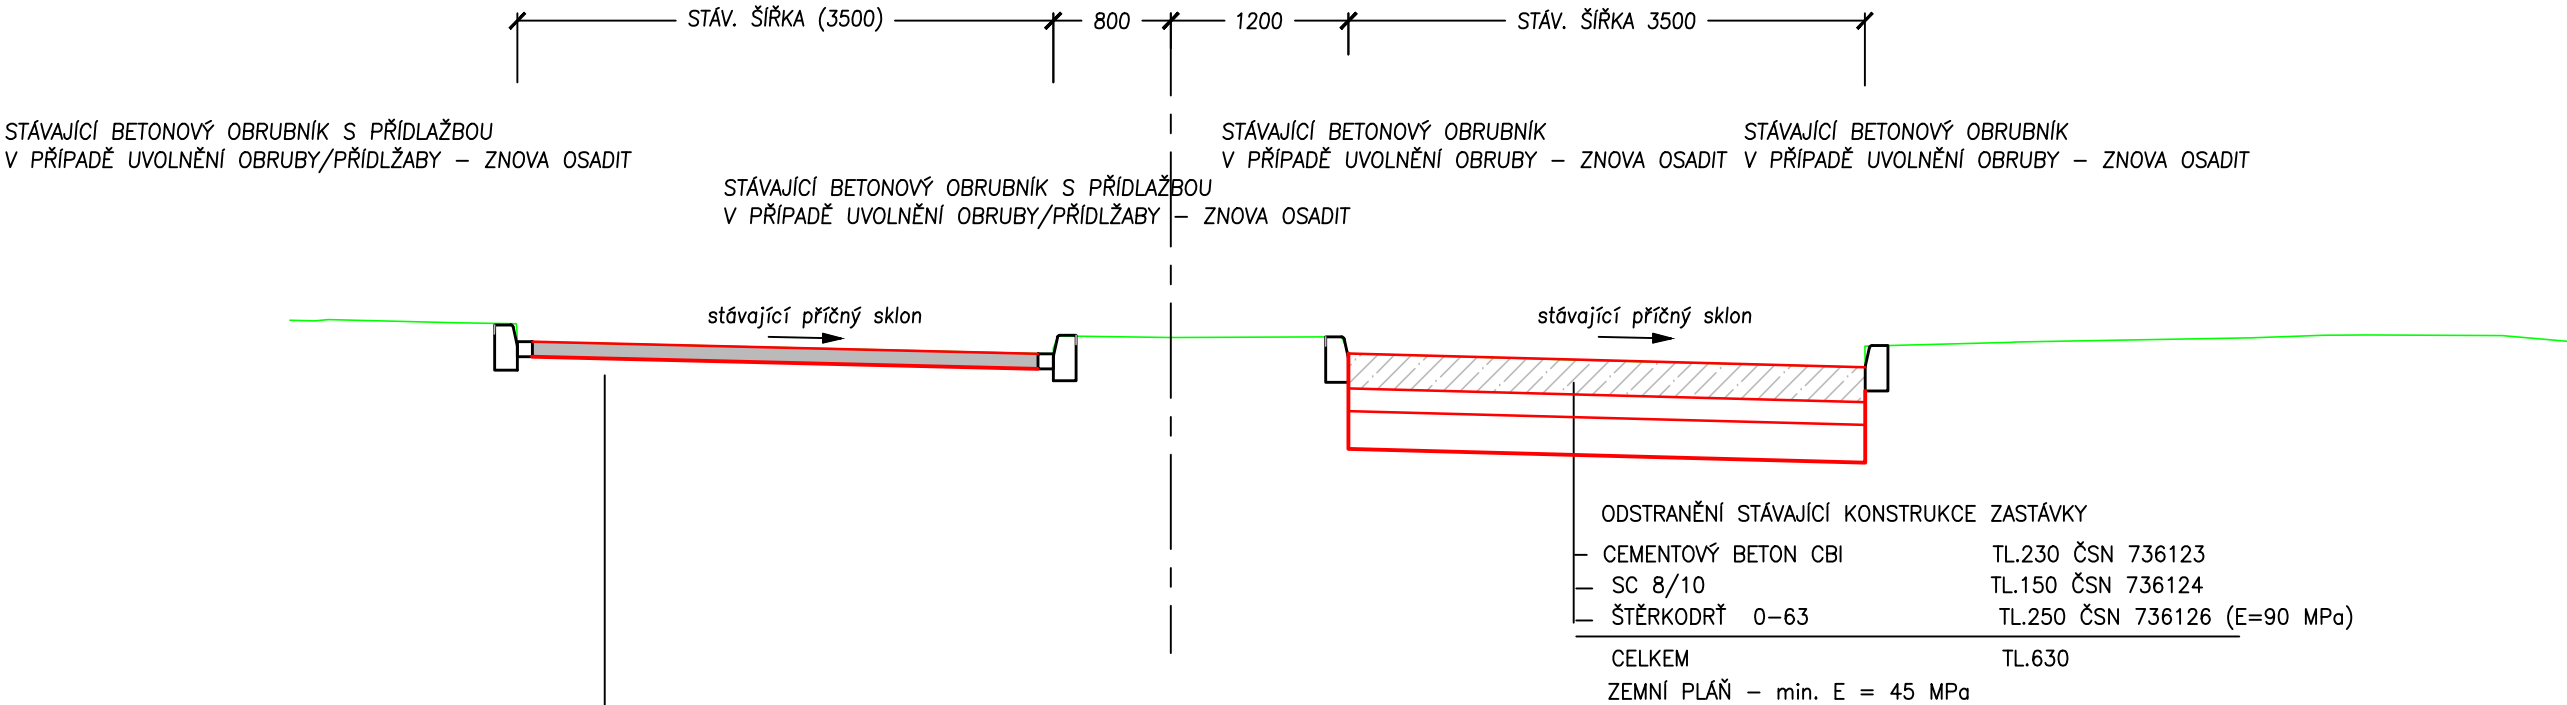 STÁV. ŠÍŘKA (3500)
800
1200
STÁV. ŠÍŘKA 3500
STÁVAJÍCÍ BETONOVÝ OBRUBNÍK S PŘÍDLAŽBOU
V PŘÍPADĚ UVOLNĚNÍ OBRUBY/PŘÍDLŽABY – ZNOVA OSADIT
STÁVAJÍCÍ BETONOVÝ OBRUBNÍK S PŘÍDLAŽBOU
V PŘÍPADĚ UVOLNĚNÍ OBRUBY/PŘÍDLŽABY – ZNOVA OSADIT
STÁVAJÍCÍ BETONOVÝ OBRUBNÍK
V PŘÍPADĚ UVOLNĚNÍ OBRUBY – ZNOVA OSADIT
STÁVAJÍCÍ BETONOVÝ OBRUBNÍK
V PŘÍPADĚ UVOLNĚNÍ OBRUBY – ZNOVA OSADIT
stávající příčný sklon
stávající příčný sklon
ODSTRANĚNÍ STÁVAJÍCÍ KONSTRUKCE ZASTÁVKY
CEMENTOVÝ BETON CBI TL.230 ČSN 736123
SC 8/10 TL.150 ČSN 736124
ŠTĚRKODRŤ 0–63 TL.250 ČSN 736126 (E=90 MPa)
CELKEM TL.630
ZEMNÍ PLÁŇ – min. E = 45 MPa